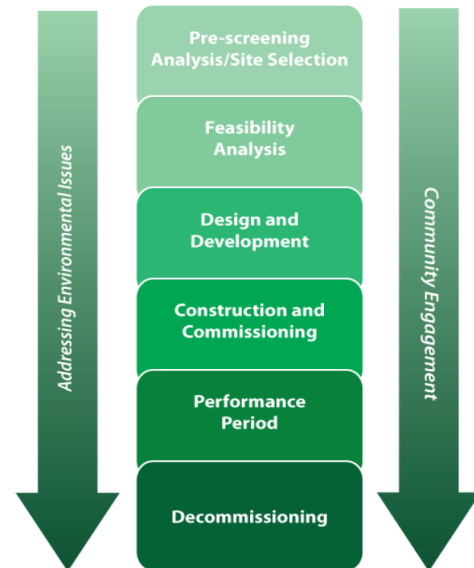 Pre-screening
Analysis/Site Selection
Feasibility
Analysis
Design and
Development
Construction and
Commissioning
Performance
Period
Decommissioning
Addressing Environmental Issues
Community Engagement